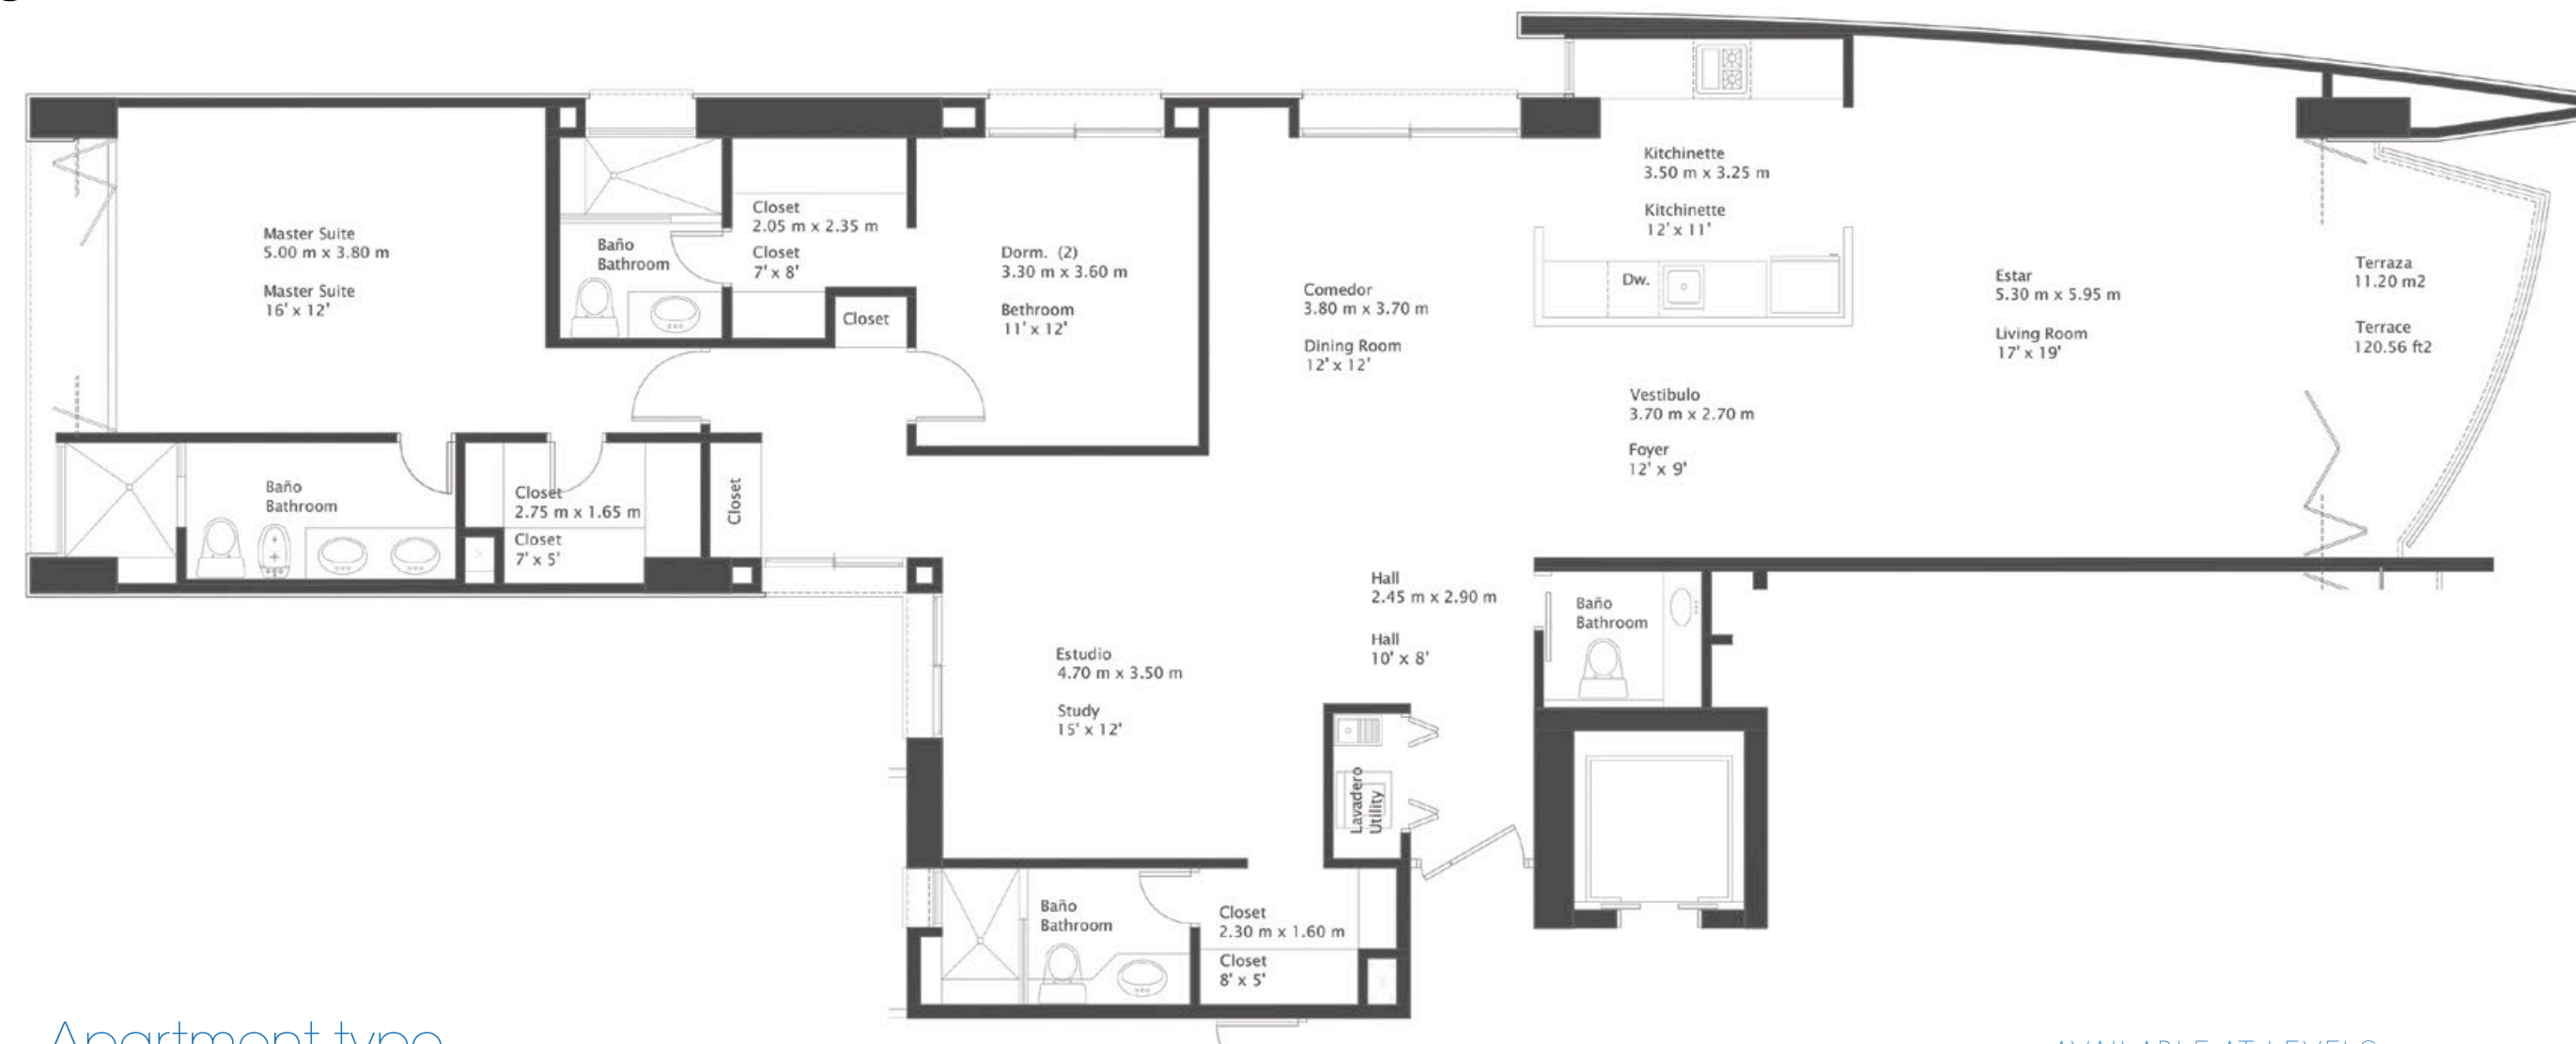 Master Suite
5.00 m x 3.80 m
Master Suite
16' x 12'
Baño
Bathroom
Closet
2.05 m x 2.35 m
Closet
7' x 8'
Closet
Dorm. (2)
3.30 m x 3.60 m
Bethroom
11' x 12'
Comedor
3.80 m x 3.70 m
Dining Room
12' x 12'
Kitchinette
3.50 m x 3.25 m
Kitchinette
12' x 11'
Dw.
Vestibulo
3.70 m x 2.70 m
Foyer
12' x 9'
Estar
5.30 m x 5.95 m
Living Room
17' x 19'
Terraza
11.20 m2
Terrace
120.56 ft2
Baño
Bathroom
Closet
2.75 m x 1.65 m
Closet
7' x 5'
Closet
Estudio
4.70 m x 3.50 m
Study
15' x 12'
Hall
2.45 m x 2.90 m
Hall
10' x 8'
Baño
Bathroom
Lavadero
Utility
Baño
Bathroom
Closet
2.30 m x 1.60 m
Closet
8' x 5'
Apartment type
AVAILABLE AT LEVELS